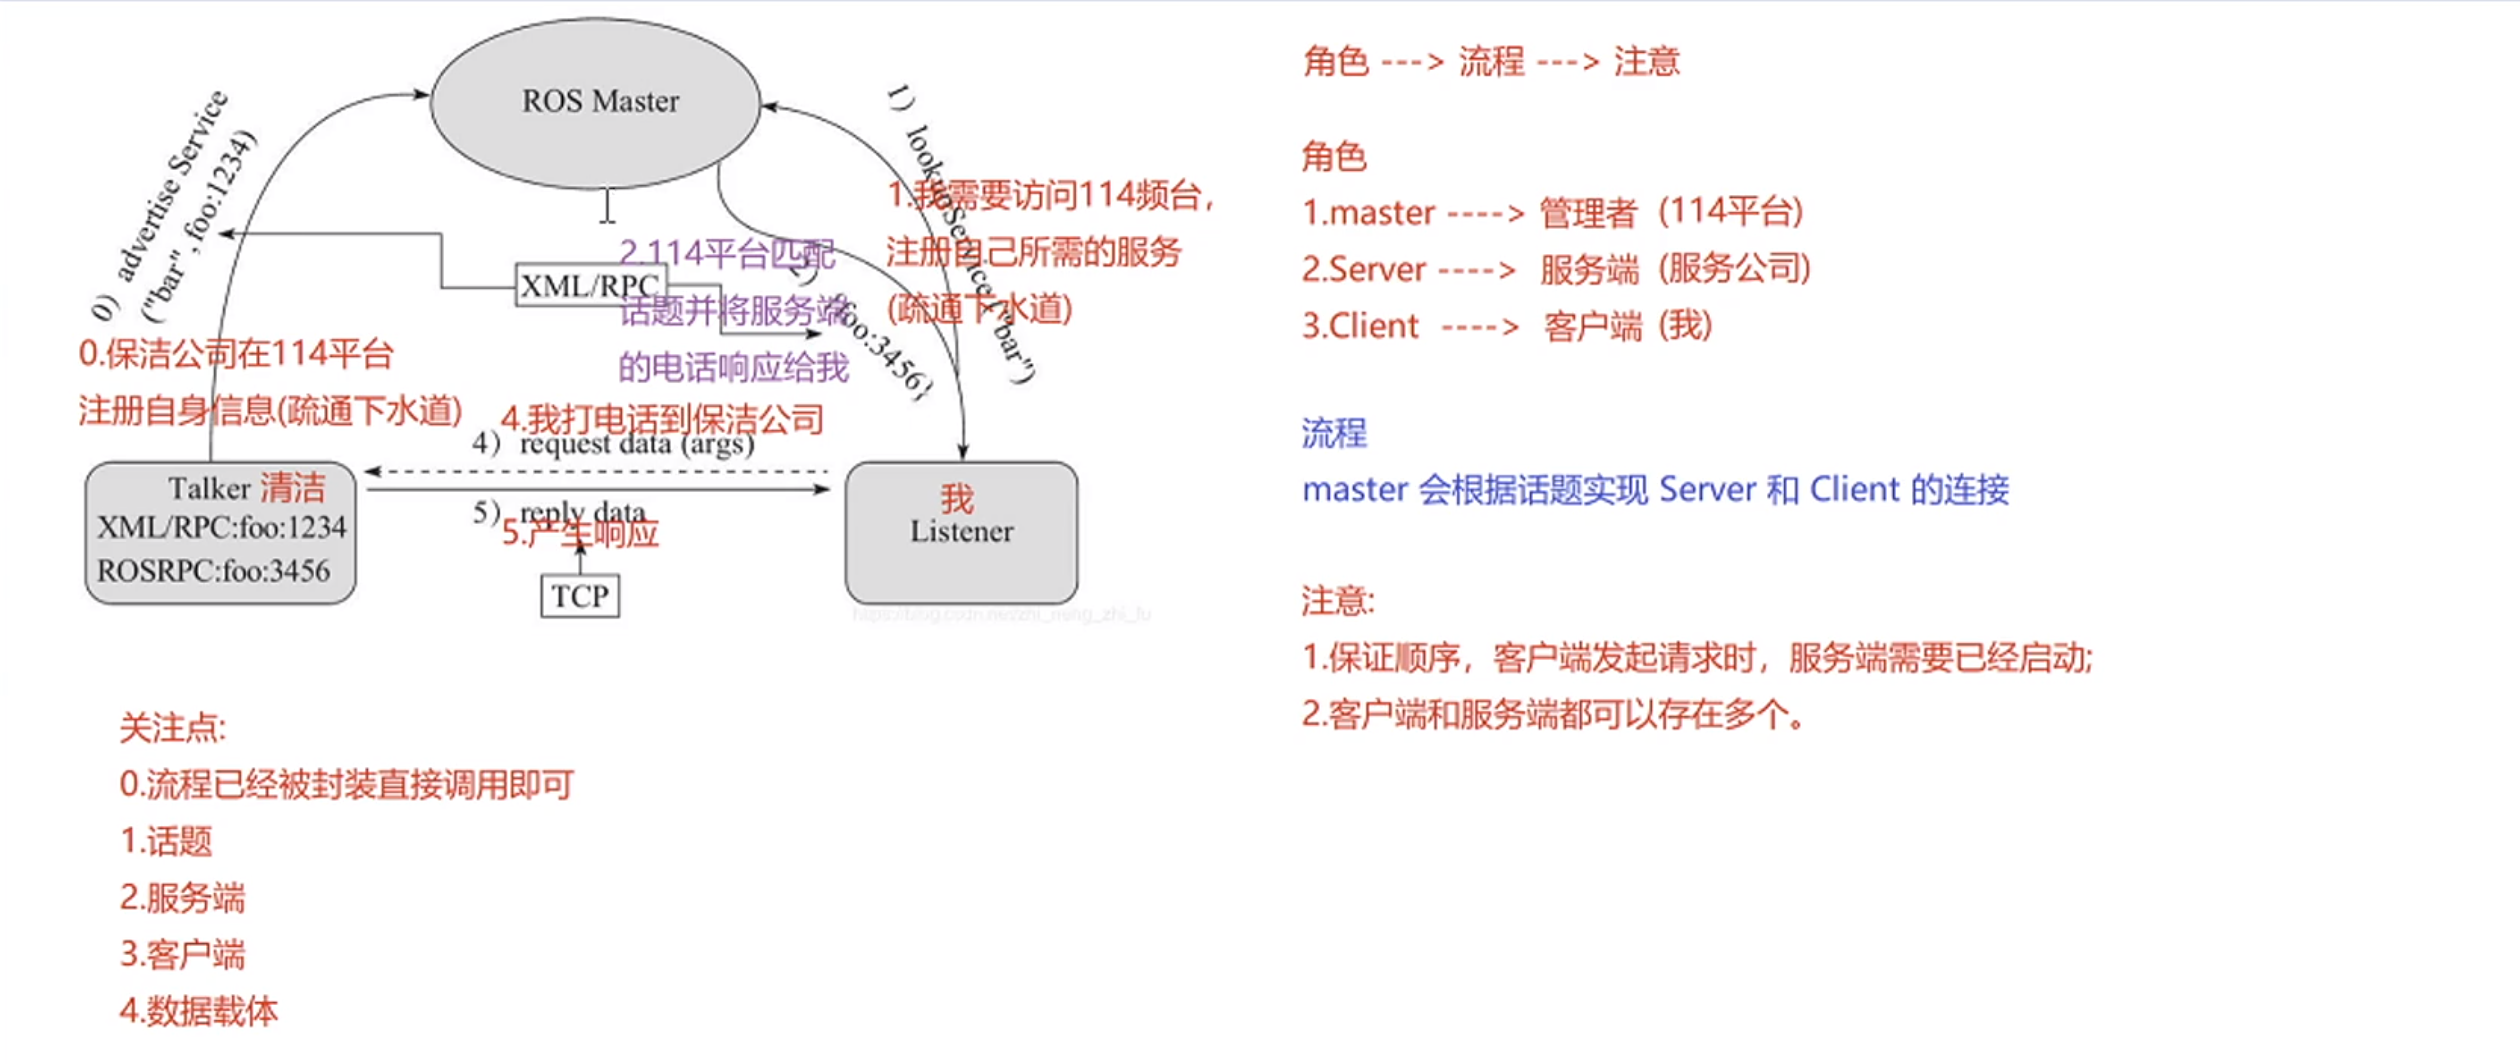 ROS Master
0) advertise Service
("bar",foo:1234)
1) lookupService("bar")
1.我需要访问114频台，
注册自己所需的服务
(疏通下水道)
2.114平台匹配
话题并将服务端
的电话响应给我
XML/RPC
2) {foo:3456}
0.保洁公司在114平台
注册自身信息(疏通下水道)
4.我打电话到保洁公司
4) request data (args)
Talker 清洁
XML/RPC:foo:1234
ROSRPC:foo:3456
5) reply data
5.产生响应
TCP
我
Listener
https://blog.csdn.net/zhi_neng_zhi_fu
关注点:
0.流程已经被封装直接调用即可
1.话题
2.服务端
3.客户端
4.数据载体
角色 ---> 流程 ---> 注意
角色
1.master ----> 管理者 (114平台)
2.Server ----> 服务端 (服务公司)
3.Client ----> 客户端 (我)
流程
master 会根据话题实现 Server 和 Client 的连接
注意:
1.保证顺序，客户端发起请求时，服务端需要已经启动;
2.客户端和服务端都可以存在多个。